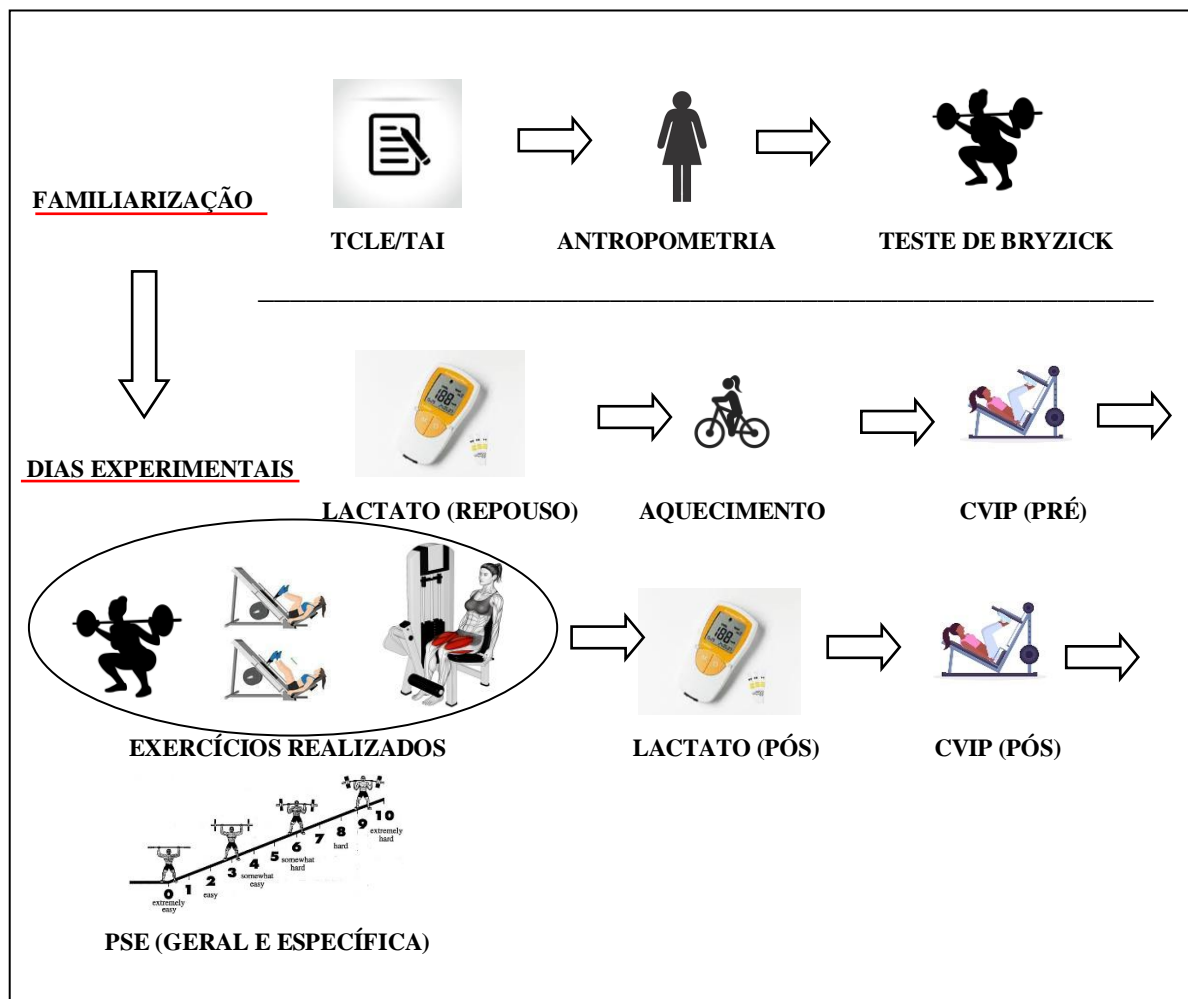 FAMILIARIZAÇÃO
TCLE/TAI
ANTROPOMETRIA
TESTE DE BRYZICK
DIAS EXPERIMENTAIS
188
LACTATO (REPOUSO)
AQUECIMENTO
CVIP (PRÉ)
188
EXERCÍCIOS REALIZADOS
LACTATO (PÓS)
CVIP (PÓS)
0
extremely
easy
1
2
easy
3
4
somewhat
easy
5
6
somewhat
hard
7
8
hard
9
10
extremely
hard
PSE (GERAL E ESPECÍFICA)